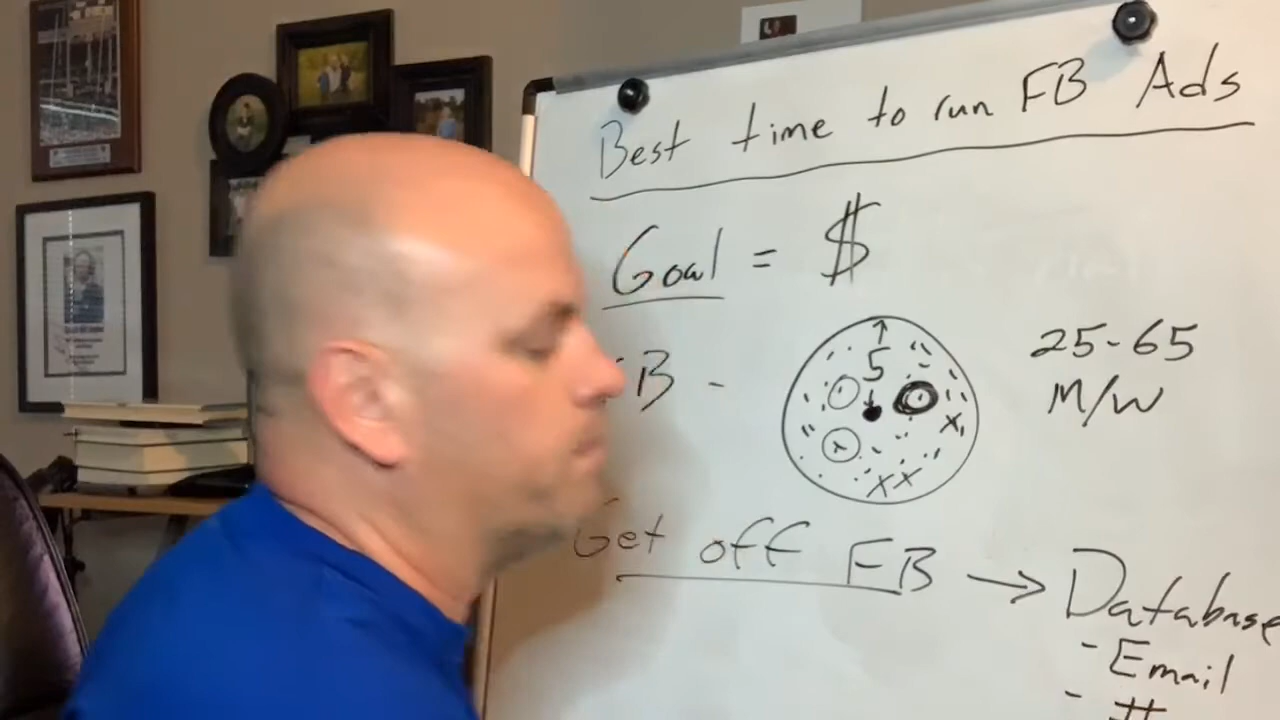 Best time to run FB Ads
Goal = $
B -
5
25-65
M/W
x
x
x x
Get off FB → Database
- Email
- #